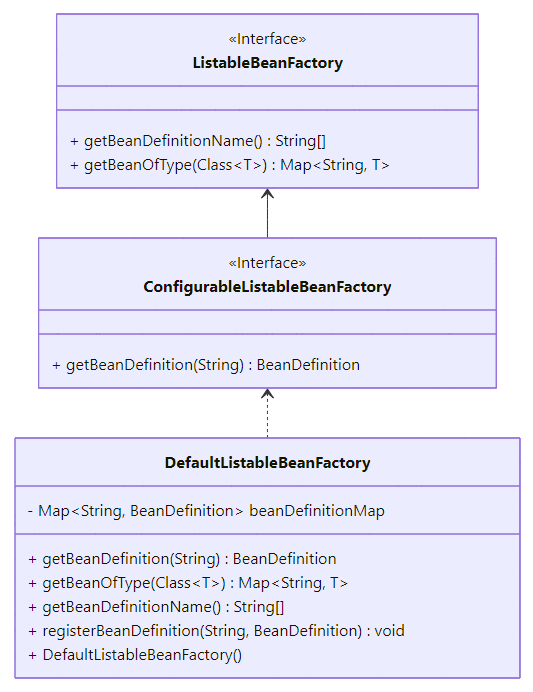 «Interface»
ListableBeanFactory
+ getBeanDefinitionName() : String[]
+ getBeanOfType(Class<T>) : Map<String, T>
«Interface»
ConfigurableListableBeanFactory
+ getBeanDefinition(String) : BeanDefinition
DefaultListableBeanFactory
- Map<String, BeanDefinition> beanDefinitionMap
+ getBeanDefinition(String) : BeanDefinition
+ getBeanOfType(Class<T>) : Map<String, T>
+ getBeanDefinitionName() : String[]
+ registerBeanDefinition(String, BeanDefinition) : void
+ DefaultListableBeanFactory()